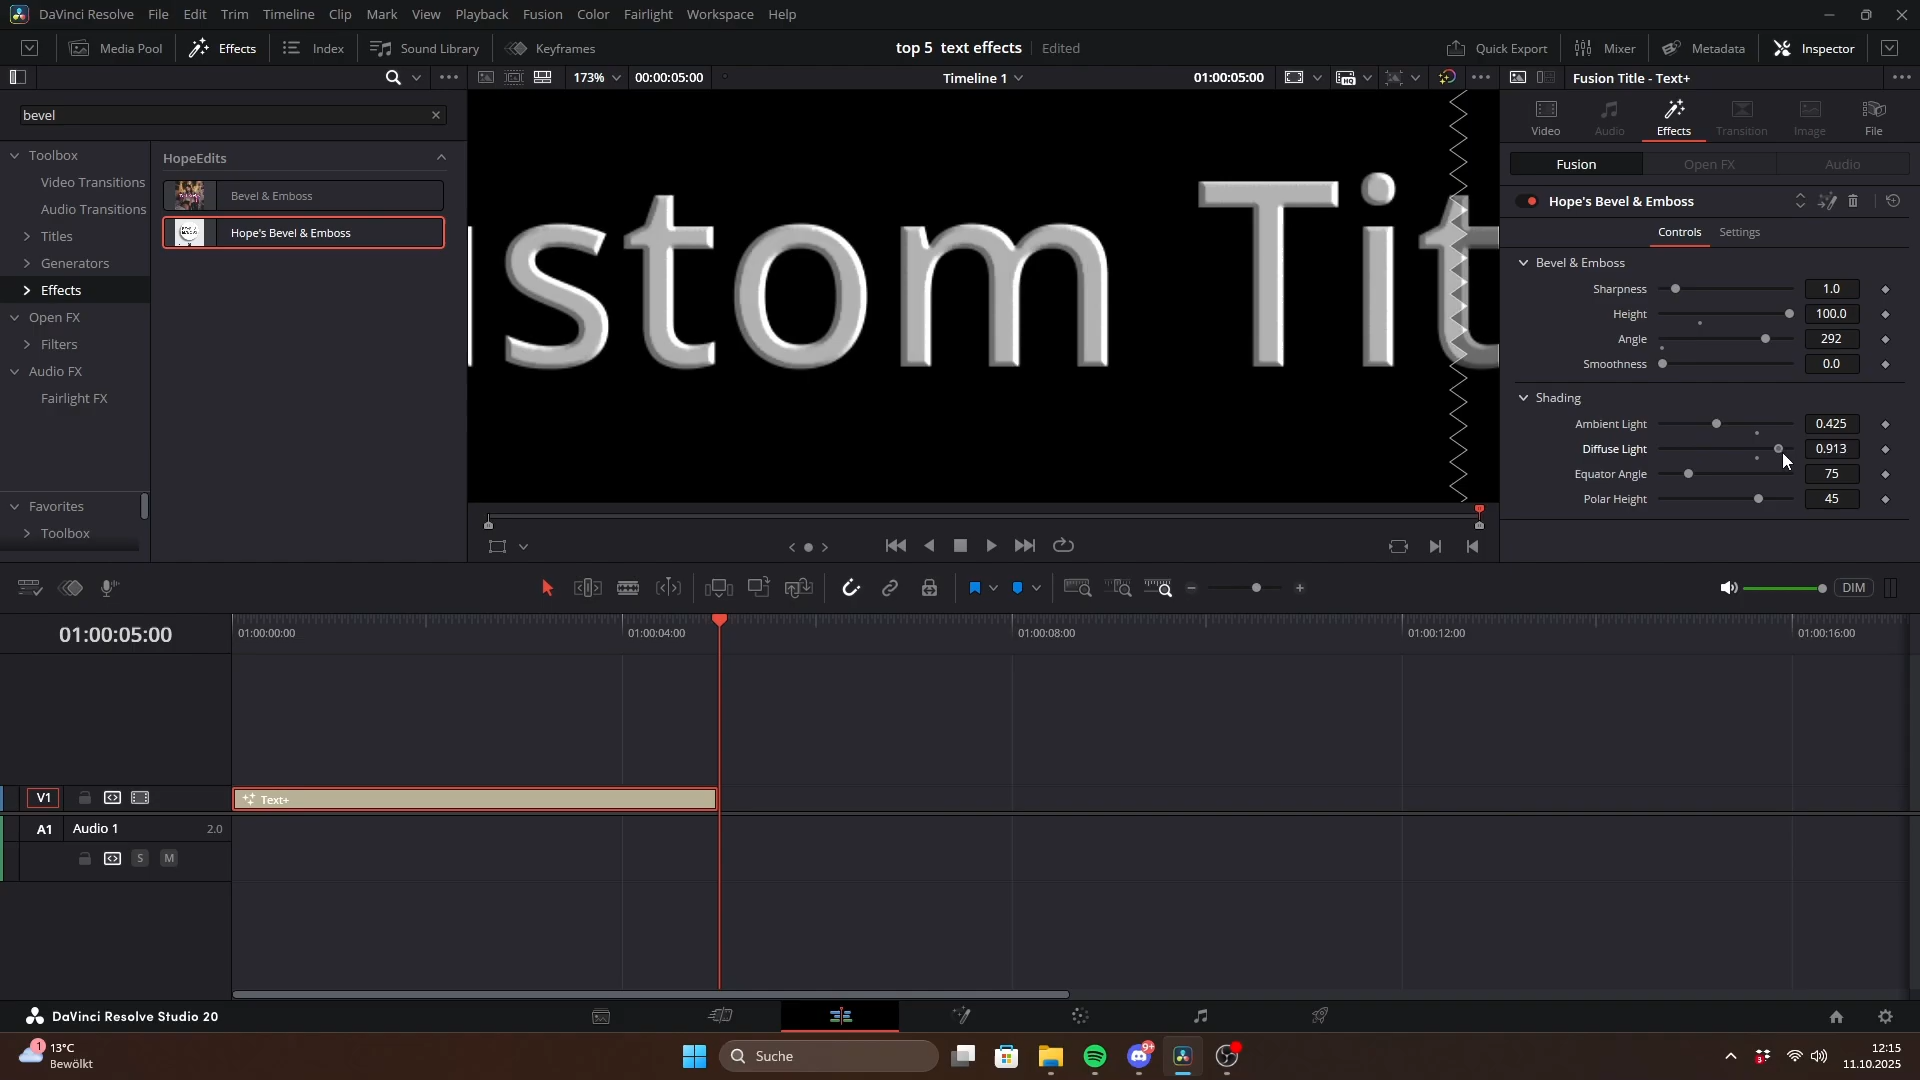 DaVinci Resolve File Edit Trim Timeline Clip Mark View Playback Fusion Color Fairlight Workspace Help
Media Pool Effects Index Sound Library Keyframes top 5 text effects Edited Quick Export Mixer Metadata Inspector
173% 00:00:05:00 Timeline 1 01:00:05:00 HQ Fusion Title - Text+
bevel
Video Audio Effects Transition Image File
Toolbox
Video Transitions
Audio Transitions
Titles
Generators
Effects
Open FX
Filters
Audio FX
Fairlight FX
Favorites
Toolbox
HopeEdits
Bevel & Emboss
Hope's Bevel & Emboss
ustom Tit
Fusion Open FX Audio
Hope's Bevel & Emboss
Controls Settings
Bevel & Emboss
Sharpness 1.0
Height 100.0
Angle 292
Smoothness 0.0
Shading
Ambient Light 0.425
Diffuse Light 0.913
Equator Angle 75
Polar Height 45
DIM
01:00:05:00 01:00:00:00 01:00:04:00 01:00:08:00 01:00:12:00 01:00:16:00
V1 Text+
A1 Audio 1 2.0
S M
DaVinci Resolve Studio 20
1 13°C
Bewölkt
Suche
9+
3
12:15
11.10.2025